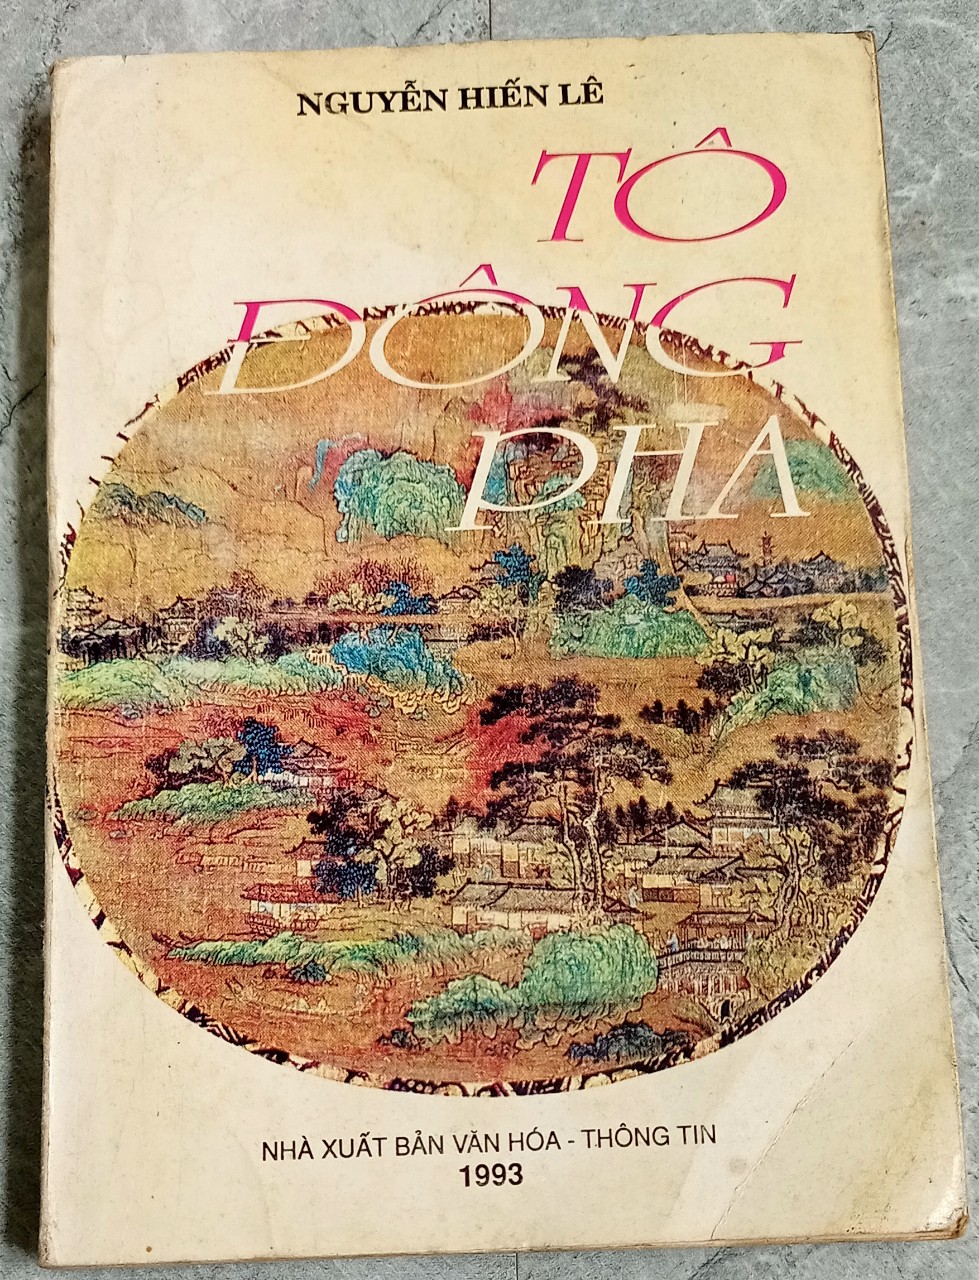 NGUYỄN HIẾN LÊ
TÔ
ĐÔNG
PHA
NHÀ XUẤT BẢN VĂN HÓA - THÔNG TIN
1993